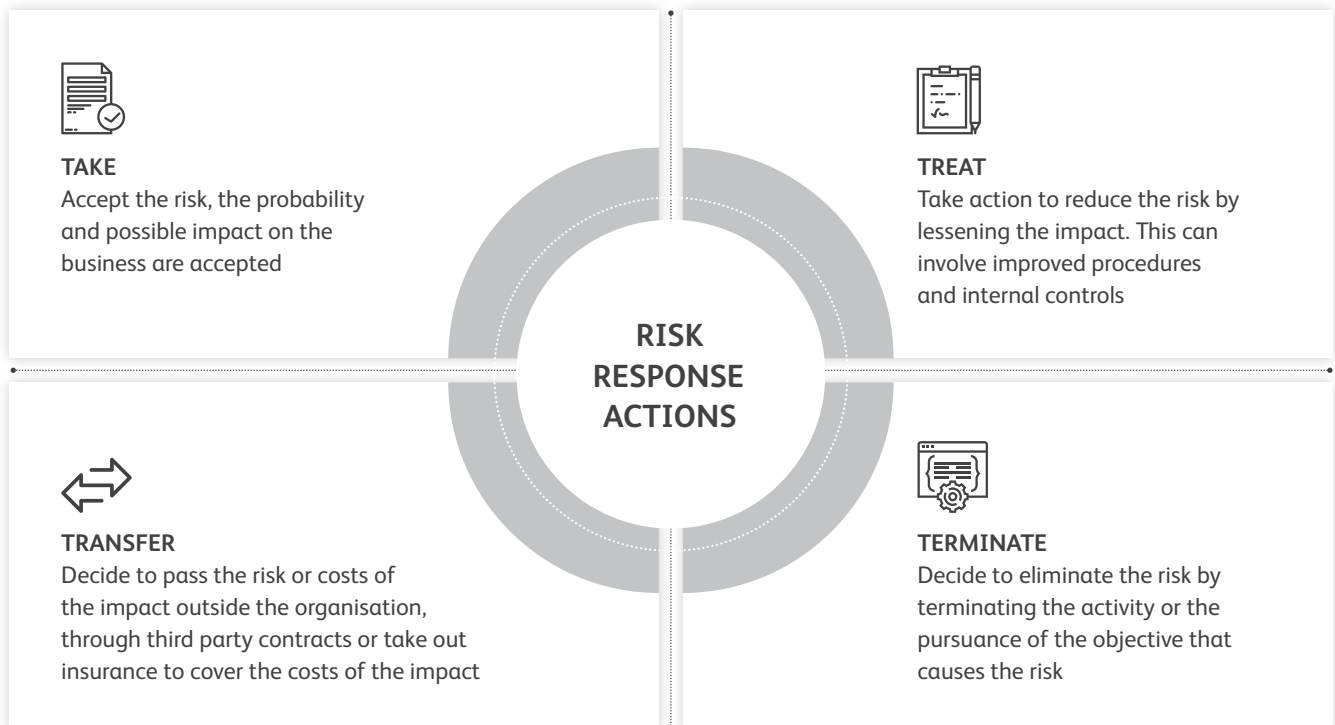 TAKE
Accept the risk, the probability
and possible impact on the
business are accepted
TREAT
Take action to reduce the risk by
lessening the impact. This can
involve improved procedures
and internal controls
RISK
RESPONSE
ACTIONS
TRANSFER
Decide to pass the risk or costs of
the impact outside the organisation,
through third party contracts or take out
insurance to cover the costs of the impact
TERMINATE
Decide to eliminate the risk by
terminating the activity or the
pursuance of the objective that
causes the risk